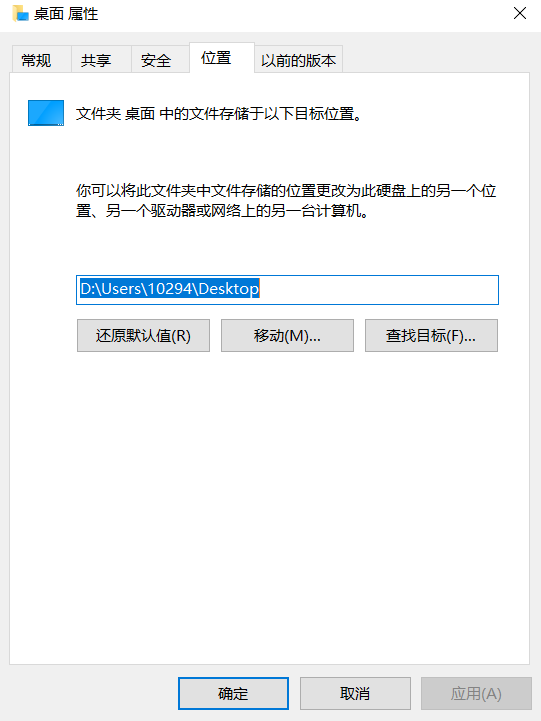 桌面 属性
常规
共享
安全
位置
以前的版本
文件夹 桌面 中的文件存储于以下目标位置。
你可以将此文件夹中文件存储的位置更改为此硬盘上的另一个位
置、另一个驱动器或网络上的另一台计算机。
D:\Users\10294\Desktop
还原默认值(R)
移动(M)...
查找目标(F)...
确定
取消
应用(A)